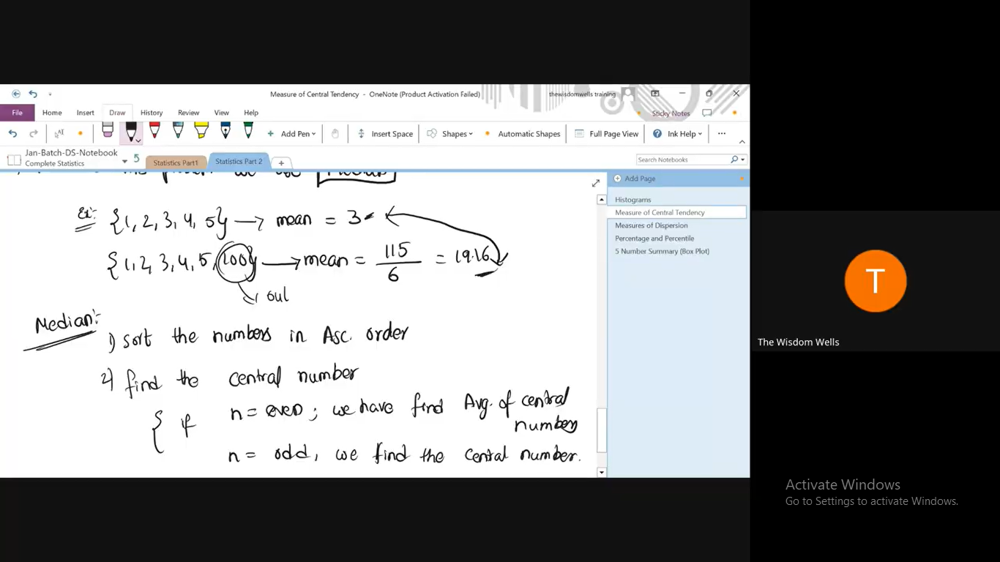 Measure of Central Tendency - OneNote (Product Activation Failed)
thewisdomwells training
File Home Insert Draw History Review View Help
Sticky Notes
Add Pen
Insert Space
Shapes
Automatic Shapes
Full Page View
Ink Help
Jan-Batch-DS-Notebook
Complete Statistics
5
Statistics Part1
Statistics Part 2
Search Notebooks
Add Page
Histograms
Measure of Central Tendency
Measures of Dispersion
Percentage and Percentile
5 Number Summary (Box Plot)
we use Median
Ex:- {1, 2, 3, 4, 5} → mean = 3
{1, 2, 3, 4, 5, 100} → mean = 115/6 = 19.16
out
Median:-
1) Sort the numbers in Asc. order
2) find the central number
{ if n = even ; we have find Avg. of central
numbers
n = odd, we find the central number.
T
The Wisdom Wells
Activate Windows
Go to Settings to activate Windows.